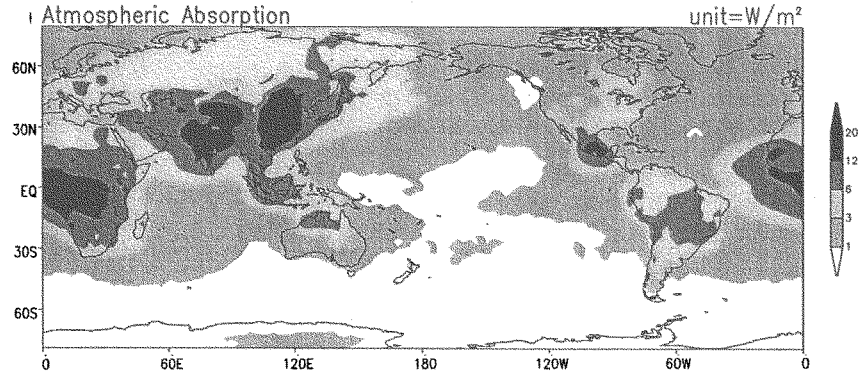 Atmospheric Absorption unit=W/m²
60N
30N
EQ
30S
60S
0 60E 120E 180 120W 60W 0
20
12
6
3
1